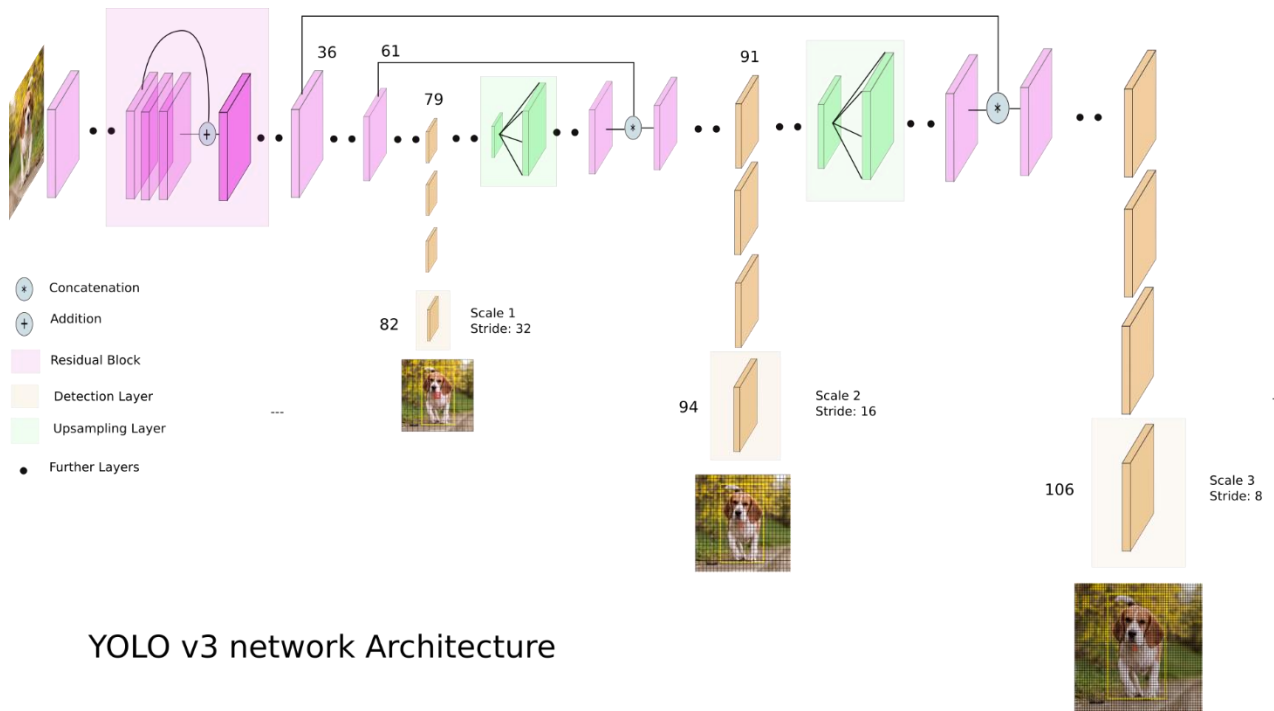 36
61
91
79
+
*
*
* Concatenation
+ Addition
Residual Block
Detection Layer
Upsampling Layer
Further Layers
---
82
Scale 1
Stride: 32
94
Scale 2
Stride: 16
106
Scale 3
Stride: 8
YOLO v3 network Architecture